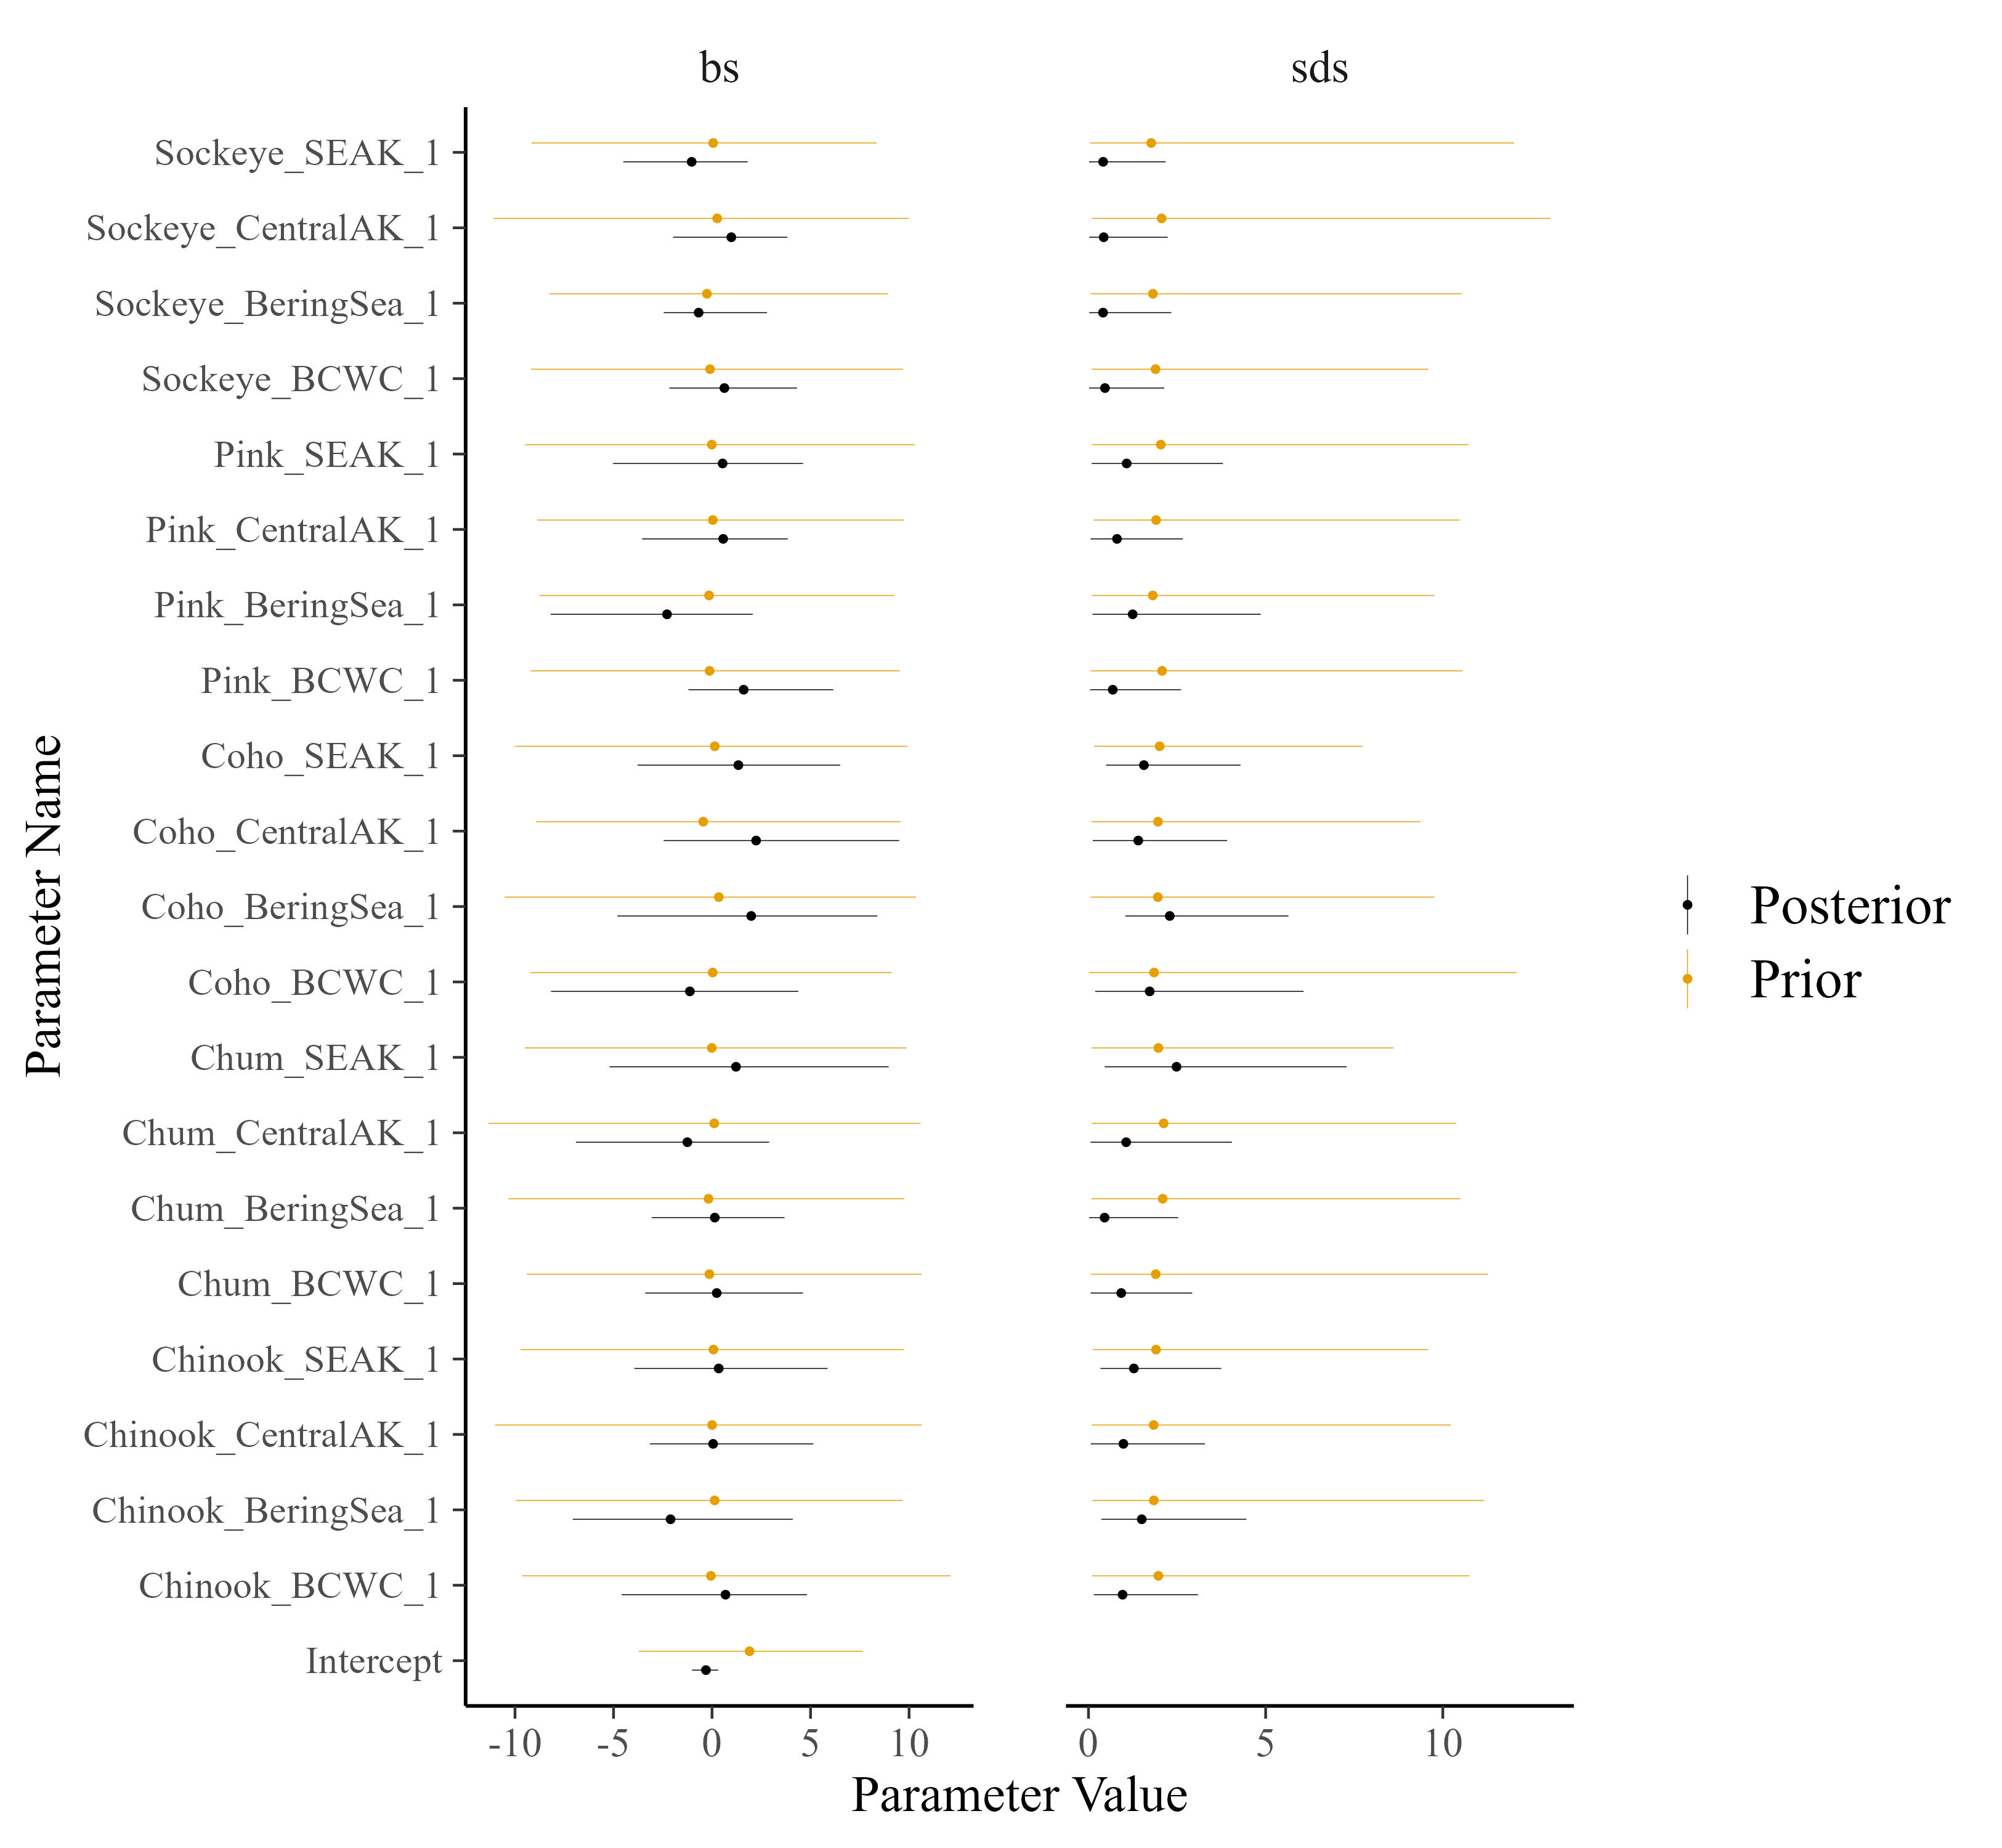 bs
sds
Sockeye_SEAK_1
Sockeye_CentralAK_1
Sockeye_BeringSea_1
Sockeye_BCWC_1
Pink_SEAK_1
Pink_CentralAK_1
Pink_BeringSea_1
Pink_BCWC_1
Coho_SEAK_1
Coho_CentralAK_1
Coho_BeringSea_1
Coho_BCWC_1
Chum_SEAK_1
Chum_CentralAK_1
Chum_BeringSea_1
Chum_BCWC_1
Chinook_SEAK_1
Chinook_CentralAK_1
Chinook_BeringSea_1
Chinook_BCWC_1
Intercept
Parameter Name
-10 -5 0 5 10
0 5 10
Parameter Value
Posterior
Prior